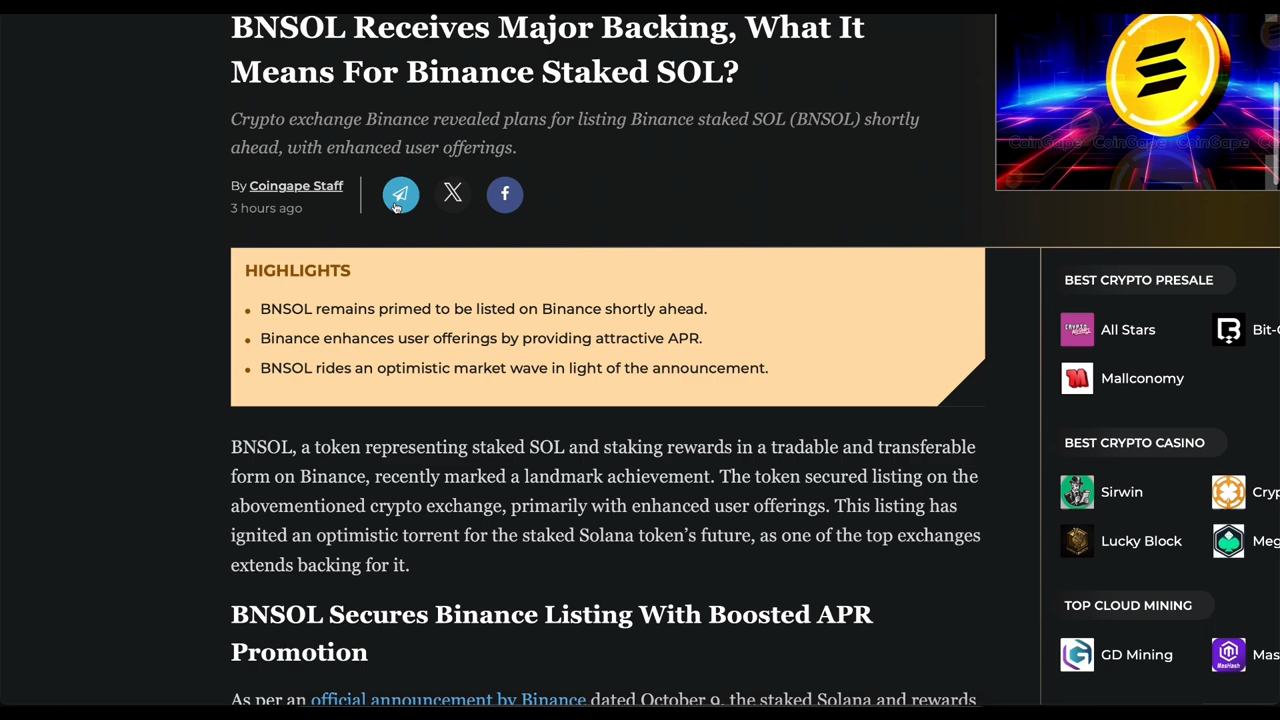 BNSOL Receives Major Backing, What It
Means For Binance Staked SOL?
Crypto exchange Binance revealed plans for listing Binance staked SOL (BNSOL) shortly
ahead, with enhanced user offerings.
By Coingape Staff
3 hours ago
CoinGape CoinGape CoinGape
HIGHLIGHTS
• BNSOL remains primed to be listed on Binance shortly ahead.
• Binance enhances user offerings by providing attractive APR.
• BNSOL rides an optimistic market wave in light of the announcement.
BNSOL, a token representing staked SOL and staking rewards in a tradable and transferable
form on Binance, recently marked a landmark achievement. The token secured listing on the
abovementioned crypto exchange, primarily with enhanced user offerings. This listing has
ignited an optimistic torrent for the staked Solana token's future, as one of the top exchanges
extends backing for it.
BNSOL Secures Binance Listing With Boosted APR
Promotion
As per an official announcement by Binance dated October 9, the staked Solana and rewards
BEST CRYPTO PRESALE
All Stars
Bit-
Mallconomy
BEST CRYPTO CASINO
Sirwin
Cryp
Lucky Block
Meg
TOP CLOUD MINING
GD Mining
Mas